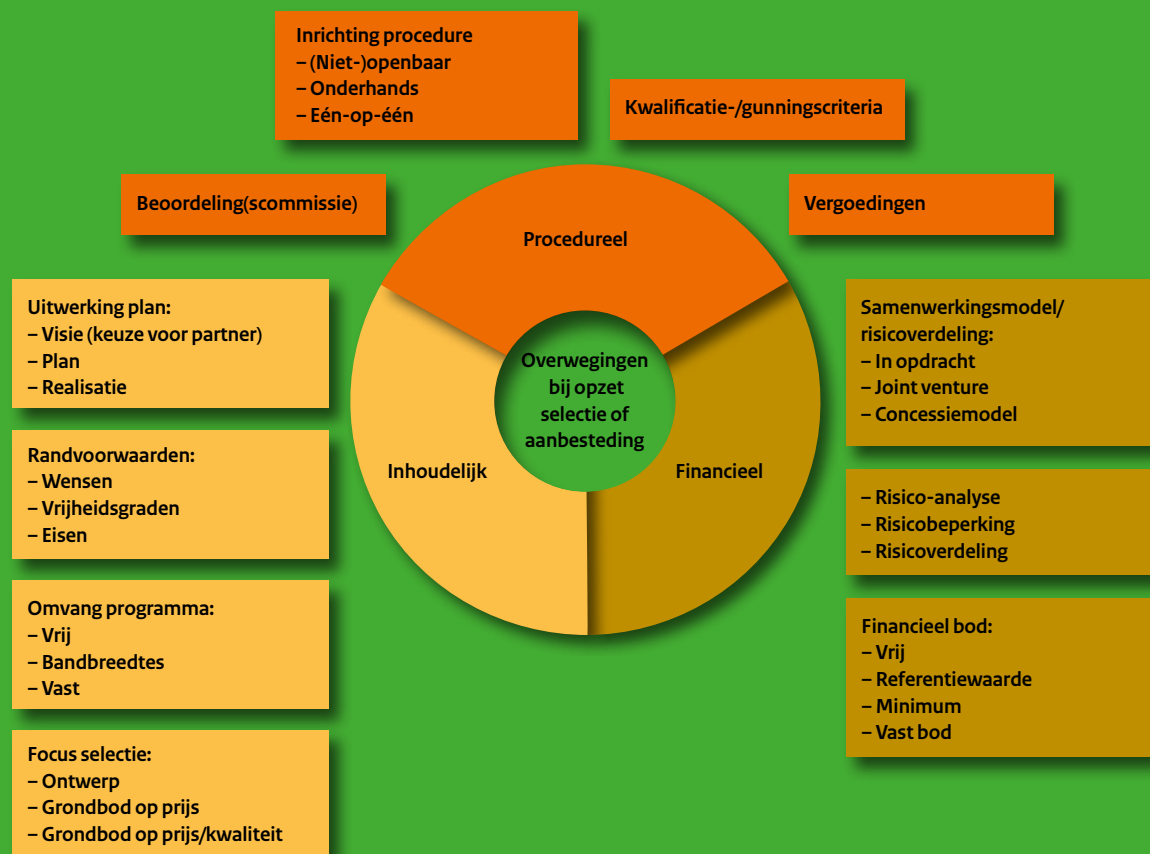 Inrichting procedure
– (Niet-)openbaar
– Onderhands
– Eén-op-één
Kwalificatie-/gunningscriteria
Beoordeling(scommissie)
Vergoedingen
Procedureel
Overwegingen
bij opzet
selectie of
aanbesteding
Inhoudelijk
Financieel
Uitwerking plan:
– Visie (keuze voor partner)
– Plan
– Realisatie
Randvoorwaarden:
– Wensen
– Vrijheidsgraden
– Eisen
Omvang programma:
– Vrij
– Bandbreedtes
– Vast
Focus selectie:
– Ontwerp
– Grondbod op prijs
– Grondbod op prijs/kwaliteit
Samenwerkingsmodel/
risicoverdeling:
– In opdracht
– Joint venture
– Concessiemodel
– Risico-analyse
– Risicobeperking
– Risicoverdeling
Financieel bod:
– Vrij
– Referentiewaarde
– Minimum
– Vast bod